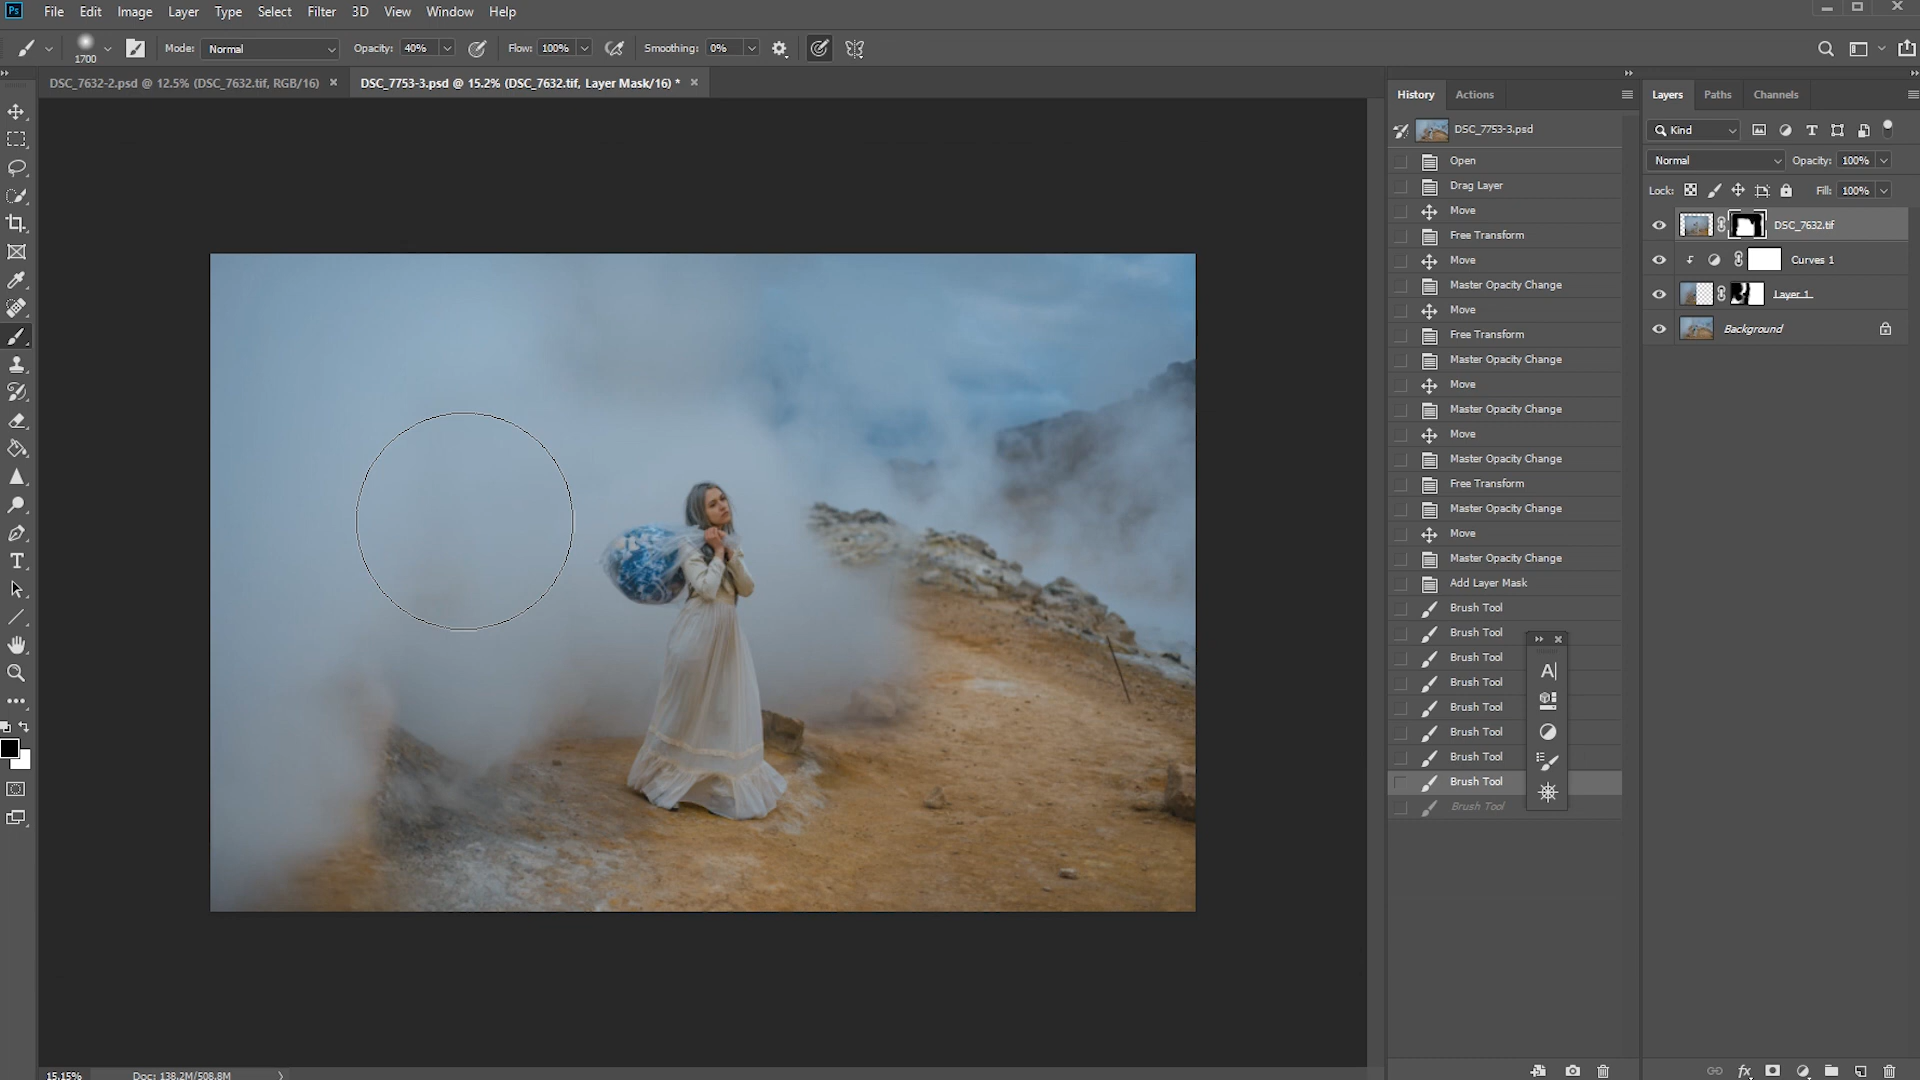 Ps File Edit Image Layer Type Select Filter 3D View Window Help
1700 Mode: Normal Opacity: 40% Flow: 100% Smoothing: 0%
DSC_7632-2.psd @ 12.5% (DSC_7632.tif, RGB/16) × DSC_7753-3.psd @ 15.2% (DSC_7632.tif, Layer Mask/16) * ×
History Actions
DSC_7753-3.psd
Open
Drag Layer
Move
Free Transform
Move
Master Opacity Change
Move
Free Transform
Master Opacity Change
Move
Master Opacity Change
Move
Master Opacity Change
Free Transform
Master Opacity Change
Move
Master Opacity Change
Add Layer Mask
Brush Tool
Brush Tool
Brush Tool
Brush Tool
Brush Tool
Brush Tool
Brush Tool
Brush Tool
Brush Tool
Layers Paths Channels
Kind
Normal Opacity: 100%
Lock: Fill: 100%
DSC_7632.tif
Curves 1
Layer 1
Background
15.15% Doc: 138.2M/508.8M